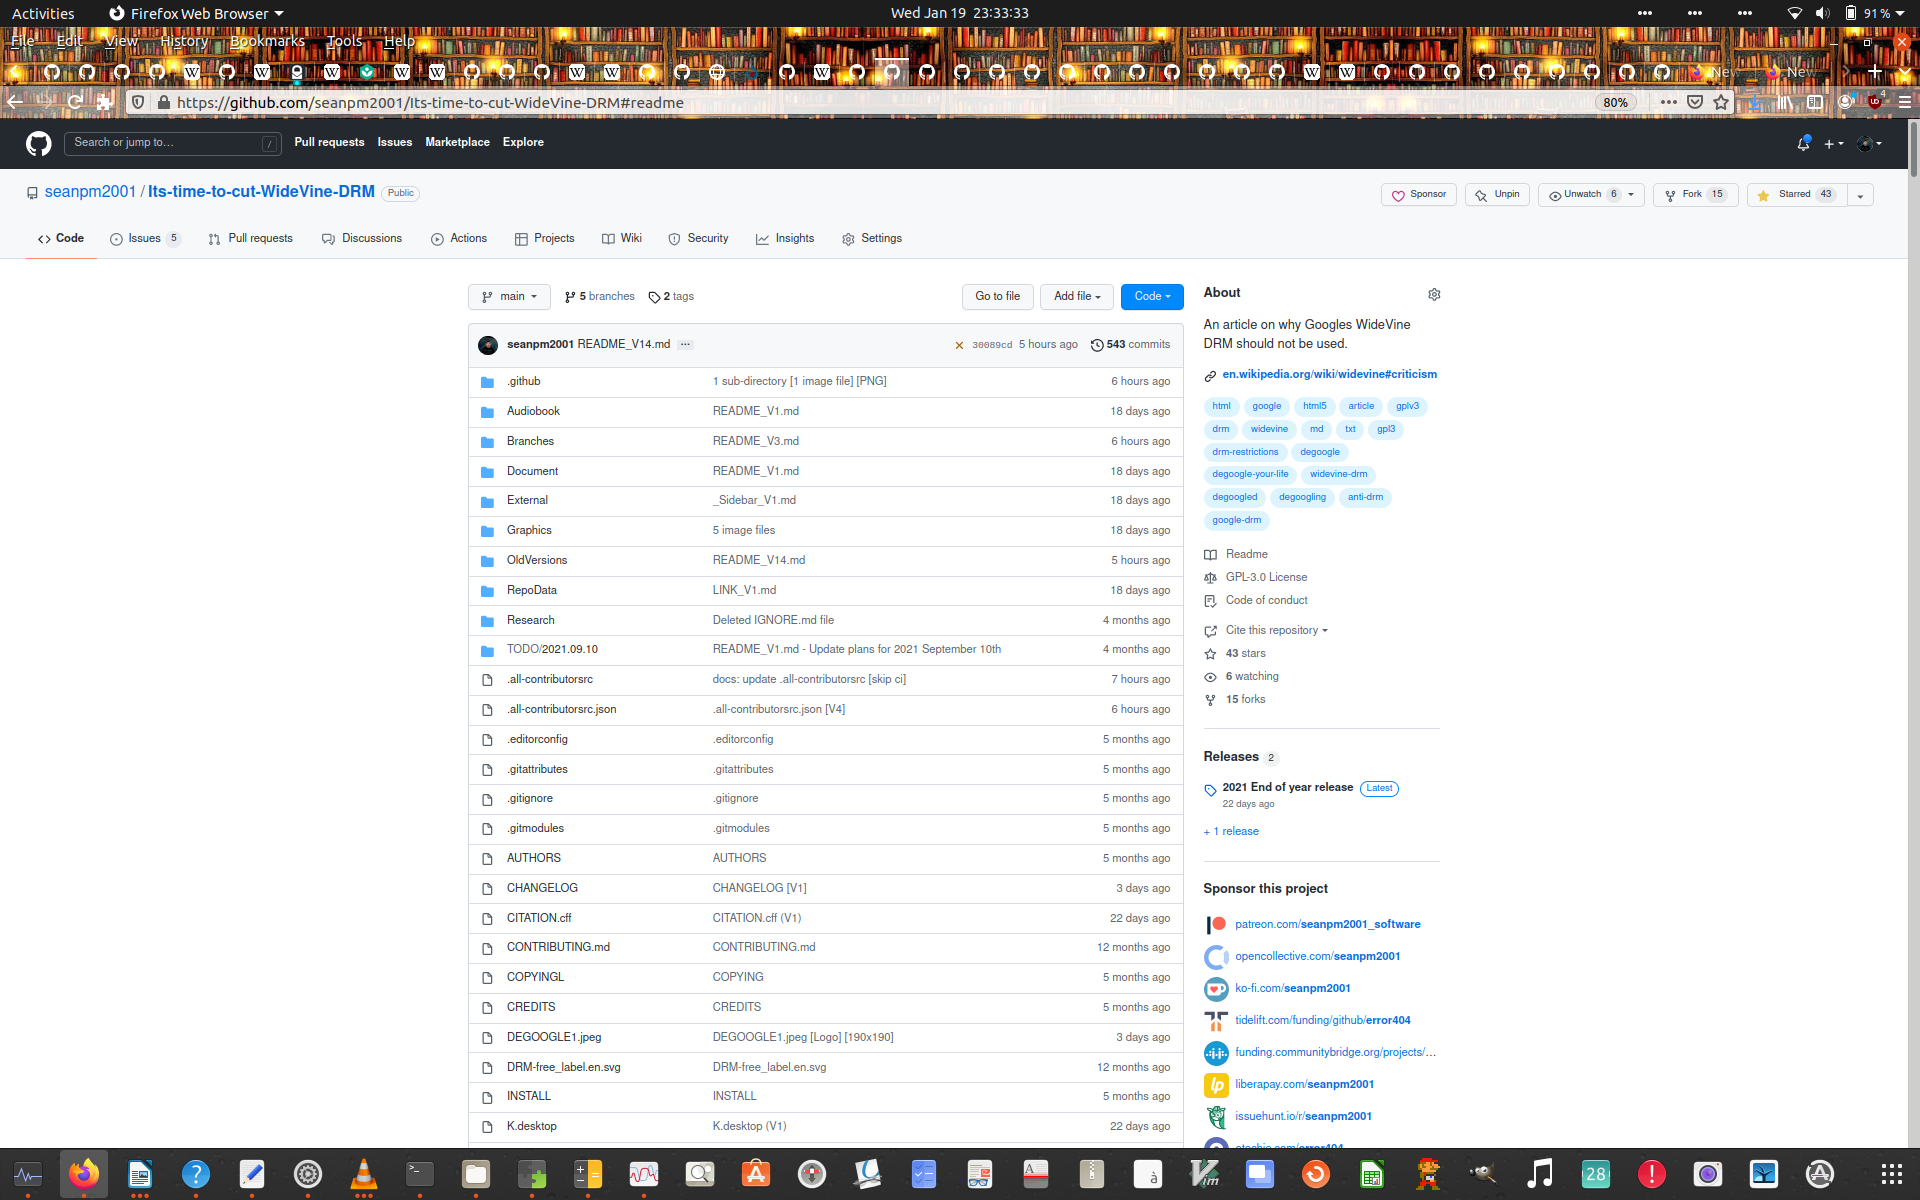 Activities Firefox Web Browser Wed Jan 19 23:33:33 91 %
File Edit View History Bookmarks Tools Help
New New
https://github.com/seanpm2001/Its-time-to-cut-WideVine-DRM#readme 80% 4
Search or jump to… / Pull requests Issues Marketplace Explore
seanpm2001 / Its-time-to-cut-WideVine-DRM Public Sponsor Unpin Unwatch 6 Fork 15 Starred 43
Code Issues 5 Pull requests Discussions Actions Projects Wiki Security Insights Settings
main 5 branches 2 tags Go to file Add file Code
seanpm2001 README_V14.md ... 30089cd 5 hours ago 543 commits
.github 1 sub-directory [1 image file] [PNG] 6 hours ago
Audiobook README_V1.md 18 days ago
Branches README_V3.md 6 hours ago
Document README_V1.md 18 days ago
External _Sidebar_V1.md 18 days ago
Graphics 5 image files 18 days ago
OldVersions README_V14.md 5 hours ago
RepoData LINK_V1.md 18 days ago
Research Deleted IGNORE.md file 4 months ago
TODO/2021.09.10 README_V1.md - Update plans for 2021 September 10th 4 months ago
.all-contributorsrc docs: update .all-contributorsrc [skip ci] 7 hours ago
.all-contributorsrc.json .all-contributorsrc.json [V4] 6 hours ago
.editorconfig .editorconfig 5 months ago
.gitattributes .gitattributes 5 months ago
.gitignore .gitignore 5 months ago
.gitmodules .gitmodules 5 months ago
AUTHORS AUTHORS 5 months ago
CHANGELOG CHANGELOG [V1] 3 days ago
CITATION.cff CITATION.cff (V1) 22 days ago
CONTRIBUTING.md CONTRIBUTING.md 12 months ago
COPYINGL COPYING 5 months ago
CREDITS CREDITS 5 months ago
DEGOOGLE1.jpeg DEGOOGLE1.jpeg [Logo] [190x190] 3 days ago
DRM-free_label.en.svg DRM-free_label.en.svg 12 months ago
INSTALL INSTALL 5 months ago
K.desktop K.desktop (V1) 22 days ago
About
An article on why Googles WideVine
DRM should not be used.
en.wikipedia.org/wiki/widevine#criticism
html google html5 article gplv3
drm widevine md txt gpl3
drm-restrictions degoogle
degoogle-your-life widevine-drm
degoogled degoogling anti-drm
google-drm
Readme
GPL-3.0 License
Code of conduct
Cite this repository
43 stars
6 watching
15 forks
Releases 2
2021 End of year release Latest
22 days ago
+ 1 release
Sponsor this project
patreon.com/seanpm2001_software
opencollective.com/seanpm2001
ko-fi.com/seanpm2001
tidelift.com/funding/github/error404
funding.communitybridge.org/projects/…
liberapay.com/seanpm2001
issuehunt.io/r/seanpm2001
otechie.com/error404
28